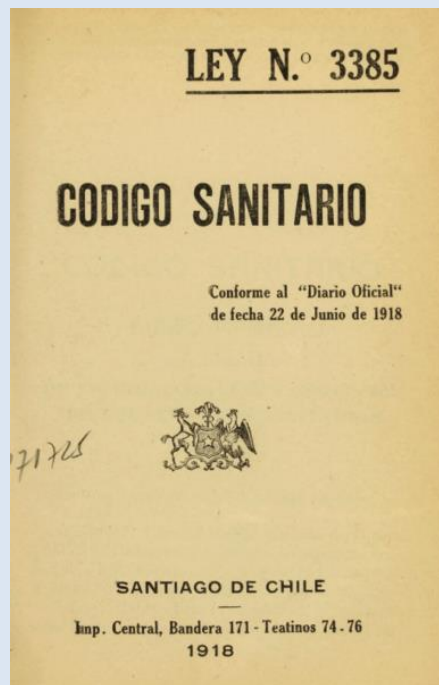 LEY N.º 3385
CODIGO SANITARIO
Conforme al “Diario Oficial“
de fecha 22 de Junio de 1918
71725
SANTIAGO DE CHILE
Imp. Central, Bandera 171 - Teatinos 74-76
1918